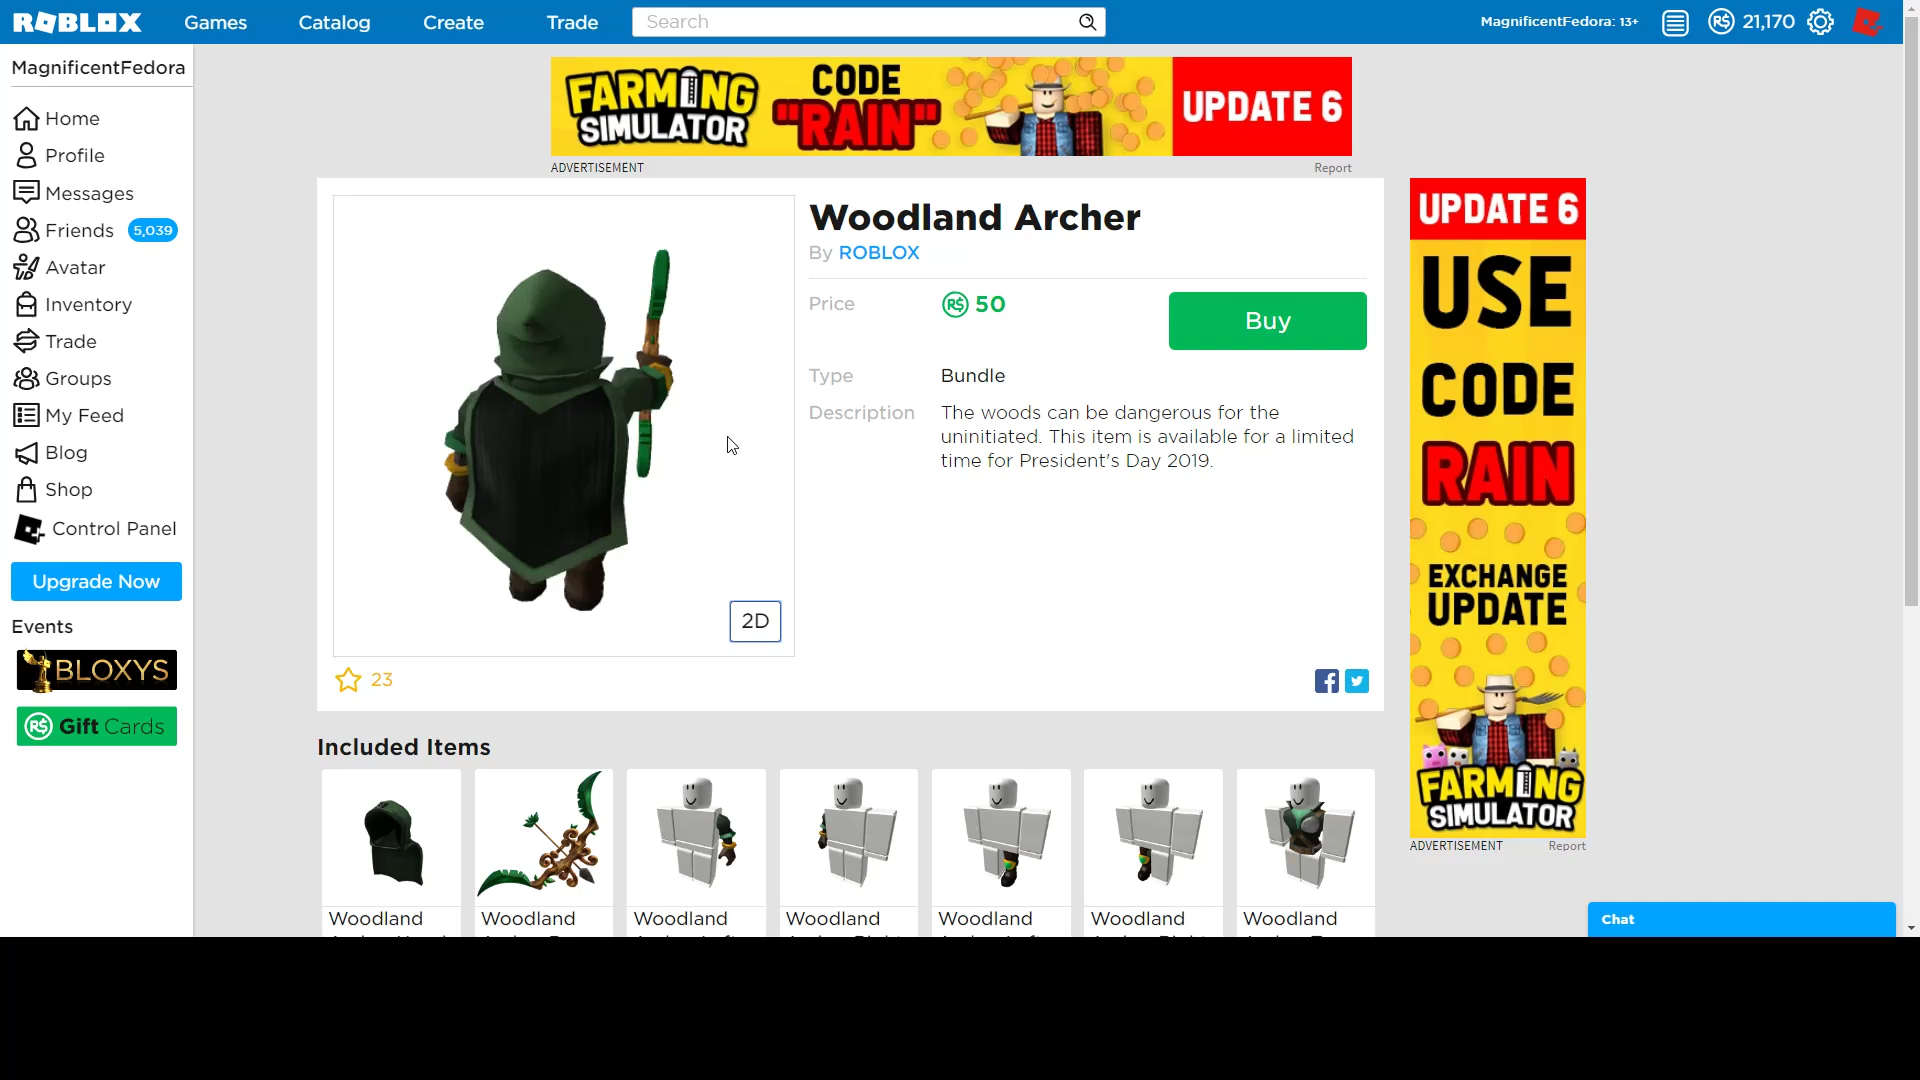 ROBLOX
Games
Catalog
Create
Trade
Search
MagnificentFedora: 13+
R$ 21,170
MagnificentFedora
Home
Profile
Messages
Friends 5,039
Avatar
Inventory
Trade
Groups
My Feed
Blog
Shop
Control Panel
Upgrade Now
Events
BLOXYS
R$ Gift Cards
FARMING
SIMULATOR
CODE
"RAIN"
UPDATE 6
ADVERTISEMENT
Report
Woodland Archer
By ROBLOX
Price R$ 50
Buy
Type Bundle
Description The woods can be dangerous for the
uninitiated. This item is available for a limited
time for President's Day 2019.
2D
23
Included Items
Woodland
Woodland
Woodland
Woodland
Woodland
Woodland
Woodland
UPDATE 6
USE
CODE
RAIN
EXCHANGE
UPDATE
FARMING
SIMULATOR
ADVERTISEMENT
Report
Chat